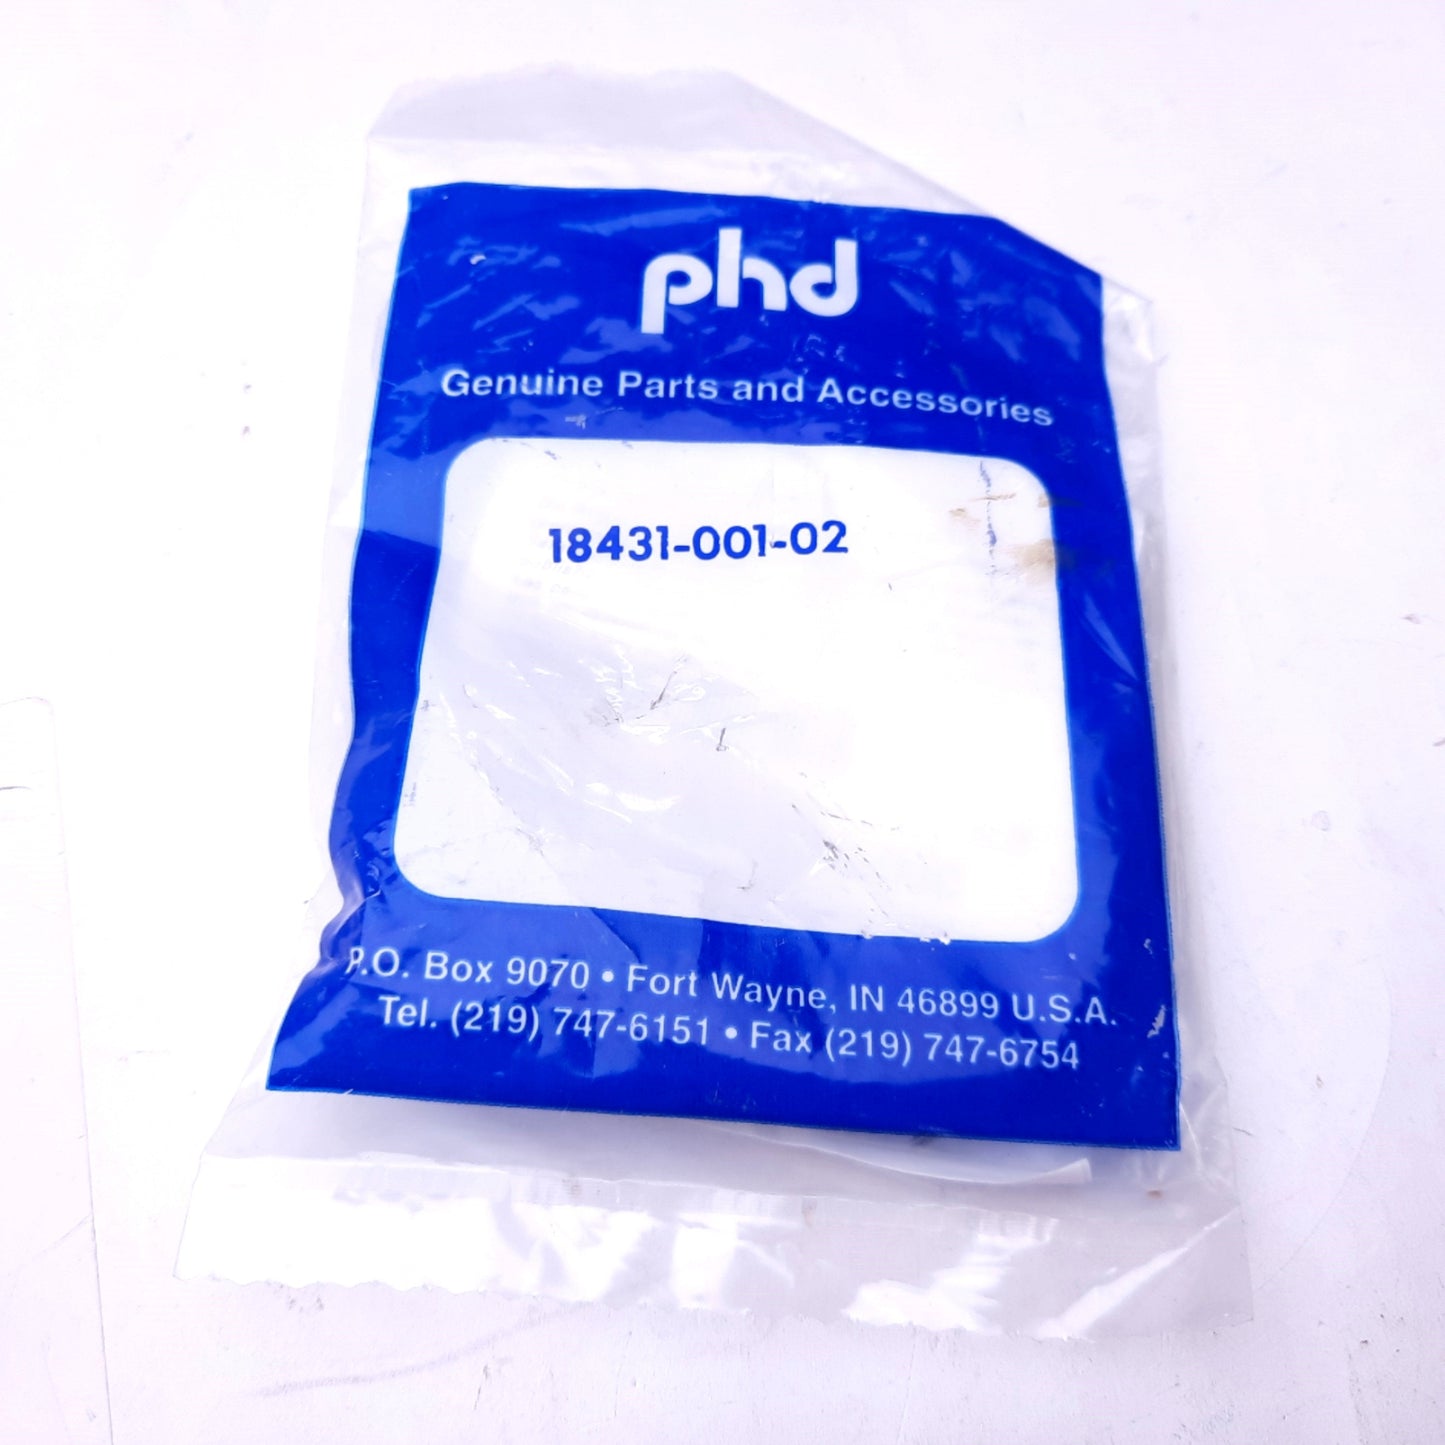 phd
Genuine Parts and Accessories
18431-001-02
P.O. Box 9070 • Fort Wayne, IN 46899 U.S.A.
Tel. (219) 747-6151 • Fax (219) 747-6754